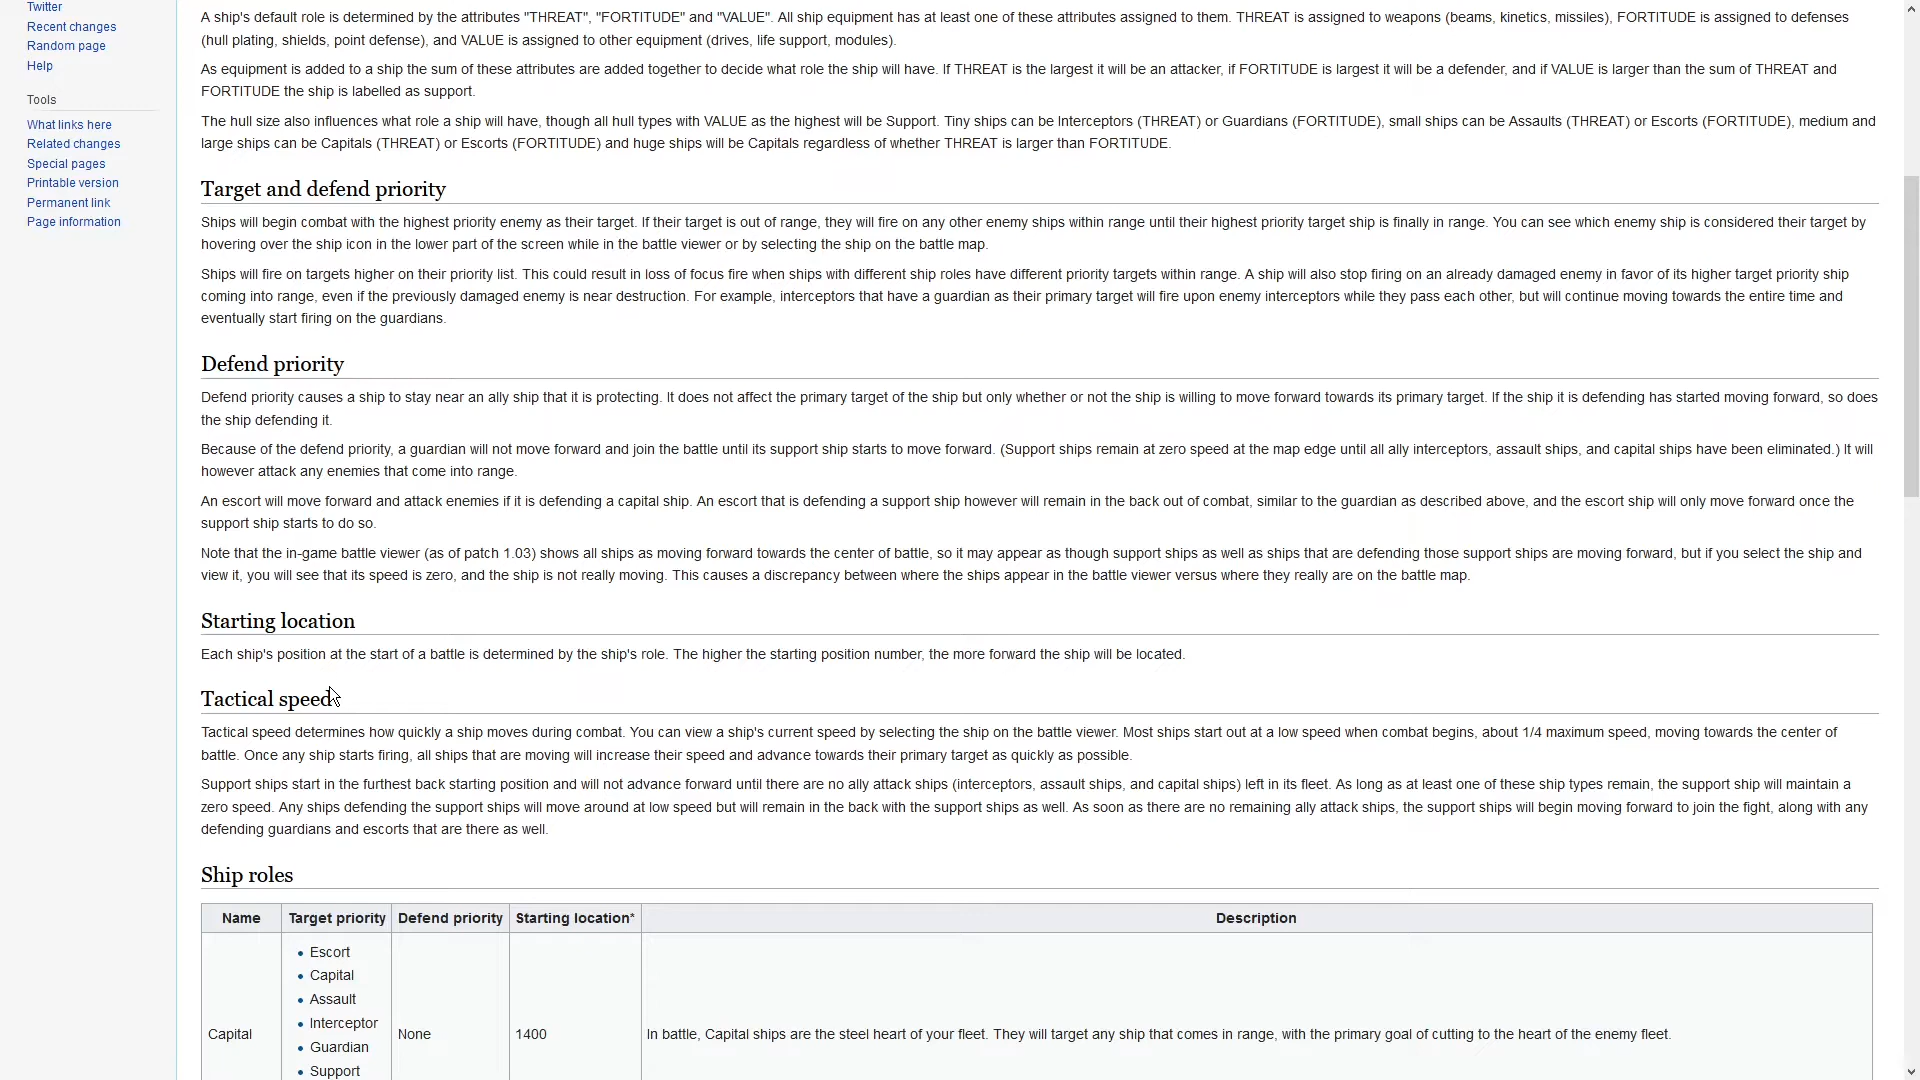 Twitter
Recent changes
Random page
Help
Tools
What links here
Related changes
Special pages
Printable version
Permanent link
Page information
A ship's default role is determined by the attributes "THREAT", "FORTITUDE" and "VALUE". All ship equipment has at least one of these attributes assigned to them. THREAT is assigned to weapons (beams, kinetics, missiles), FORTITUDE is assigned to defenses
(hull plating, shields, point defense), and VALUE is assigned to other equipment (drives, life support, modules).
As equipment is added to a ship the sum of these attributes are added together to decide what role the ship will have. If THREAT is the largest it will be an attacker, if FORTITUDE is largest it will be a defender, and if VALUE is larger than the sum of THREAT and
FORTITUDE the ship is labelled as support.
The hull size also influences what role a ship will have, though all hull types with VALUE as the highest will be Support. Tiny ships can be Interceptors (THREAT) or Guardians (FORTITUDE), small ships can be Assaults (THREAT) or Escorts (FORTITUDE), medium and
large ships can be Capitals (THREAT) or Escorts (FORTITUDE) and huge ships will be Capitals regardless of whether THREAT is larger than FORTITUDE.
Target and defend priority
Ships will begin combat with the highest priority enemy as their target. If their target is out of range, they will fire on any other enemy ships within range until their highest priority target ship is finally in range. You can see which enemy ship is considered their target by
hovering over the ship icon in the lower part of the screen while in the battle viewer or by selecting the ship on the battle map.
Ships will fire on targets higher on their priority list. This could result in loss of focus fire when ships with different ship roles have different priority targets within range. A ship will also stop firing on an already damaged enemy in favor of its higher target priority ship
coming into range, even if the previously damaged enemy is near destruction. For example, interceptors that have a guardian as their primary target will fire upon enemy interceptors while they pass each other, but will continue moving towards the entire time and
eventually start firing on the guardians.
Defend priority
Defend priority causes a ship to stay near an ally ship that it is protecting. It does not affect the primary target of the ship but only whether or not the ship is willing to move forward towards its primary target. If the ship it is defending has started moving forward, so does
the ship defending it.
Because of the defend priority, a guardian will not move forward and join the battle until its support ship starts to move forward. (Support ships remain at zero speed at the map edge until all ally interceptors, assault ships, and capital ships have been eliminated.) It will
however attack any enemies that come into range.
An escort will move forward and attack enemies if it is defending a capital ship. An escort that is defending a support ship however will remain in the back out of combat, similar to the guardian as described above, and the escort ship will only move forward once the
support ship starts to do so.
Note that the in-game battle viewer (as of patch 1.03) shows all ships as moving forward towards the center of battle, so it may appear as though support ships as well as ships that are defending those support ships are moving forward, but if you select the ship and
view it, you will see that its speed is zero, and the ship is not really moving. This causes a discrepancy between where the ships appear in the battle viewer versus where they really are on the battle map.
Starting location
Each ship's position at the start of a battle is determined by the ship's role. The higher the starting position number, the more forward the ship will be located.
Tactical speed
Tactical speed determines how quickly a ship moves during combat. You can view a ship's current speed by selecting the ship on the battle viewer. Most ships start out at a low speed when combat begins, about 1/4 maximum speed, moving towards the center of
battle. Once any ship starts firing, all ships that are moving will increase their speed and advance towards their primary target as quickly as possible.
Support ships start in the furthest back starting position and will not advance forward until there are no ally attack ships (interceptors, assault ships, and capital ships) left in its fleet. As long as at least one of these ship types remain, the support ship will maintain a
zero speed. Any ships defending the support ships will move around at low speed but will remain in the back with the support ships as well. As soon as there are no remaining ally attack ships, the support ships will begin moving forward to join the fight, along with any
defending guardians and escorts that are there as well.
Ship roles
Name Target priority Defend priority Starting location* Description
Escort
Capital
Assault
Interceptor
Guardian
Support
Capital None 1400 In battle, Capital ships are the steel heart of your fleet. They will target any ship that comes in range, with the primary goal of cutting to the heart of the enemy fleet.